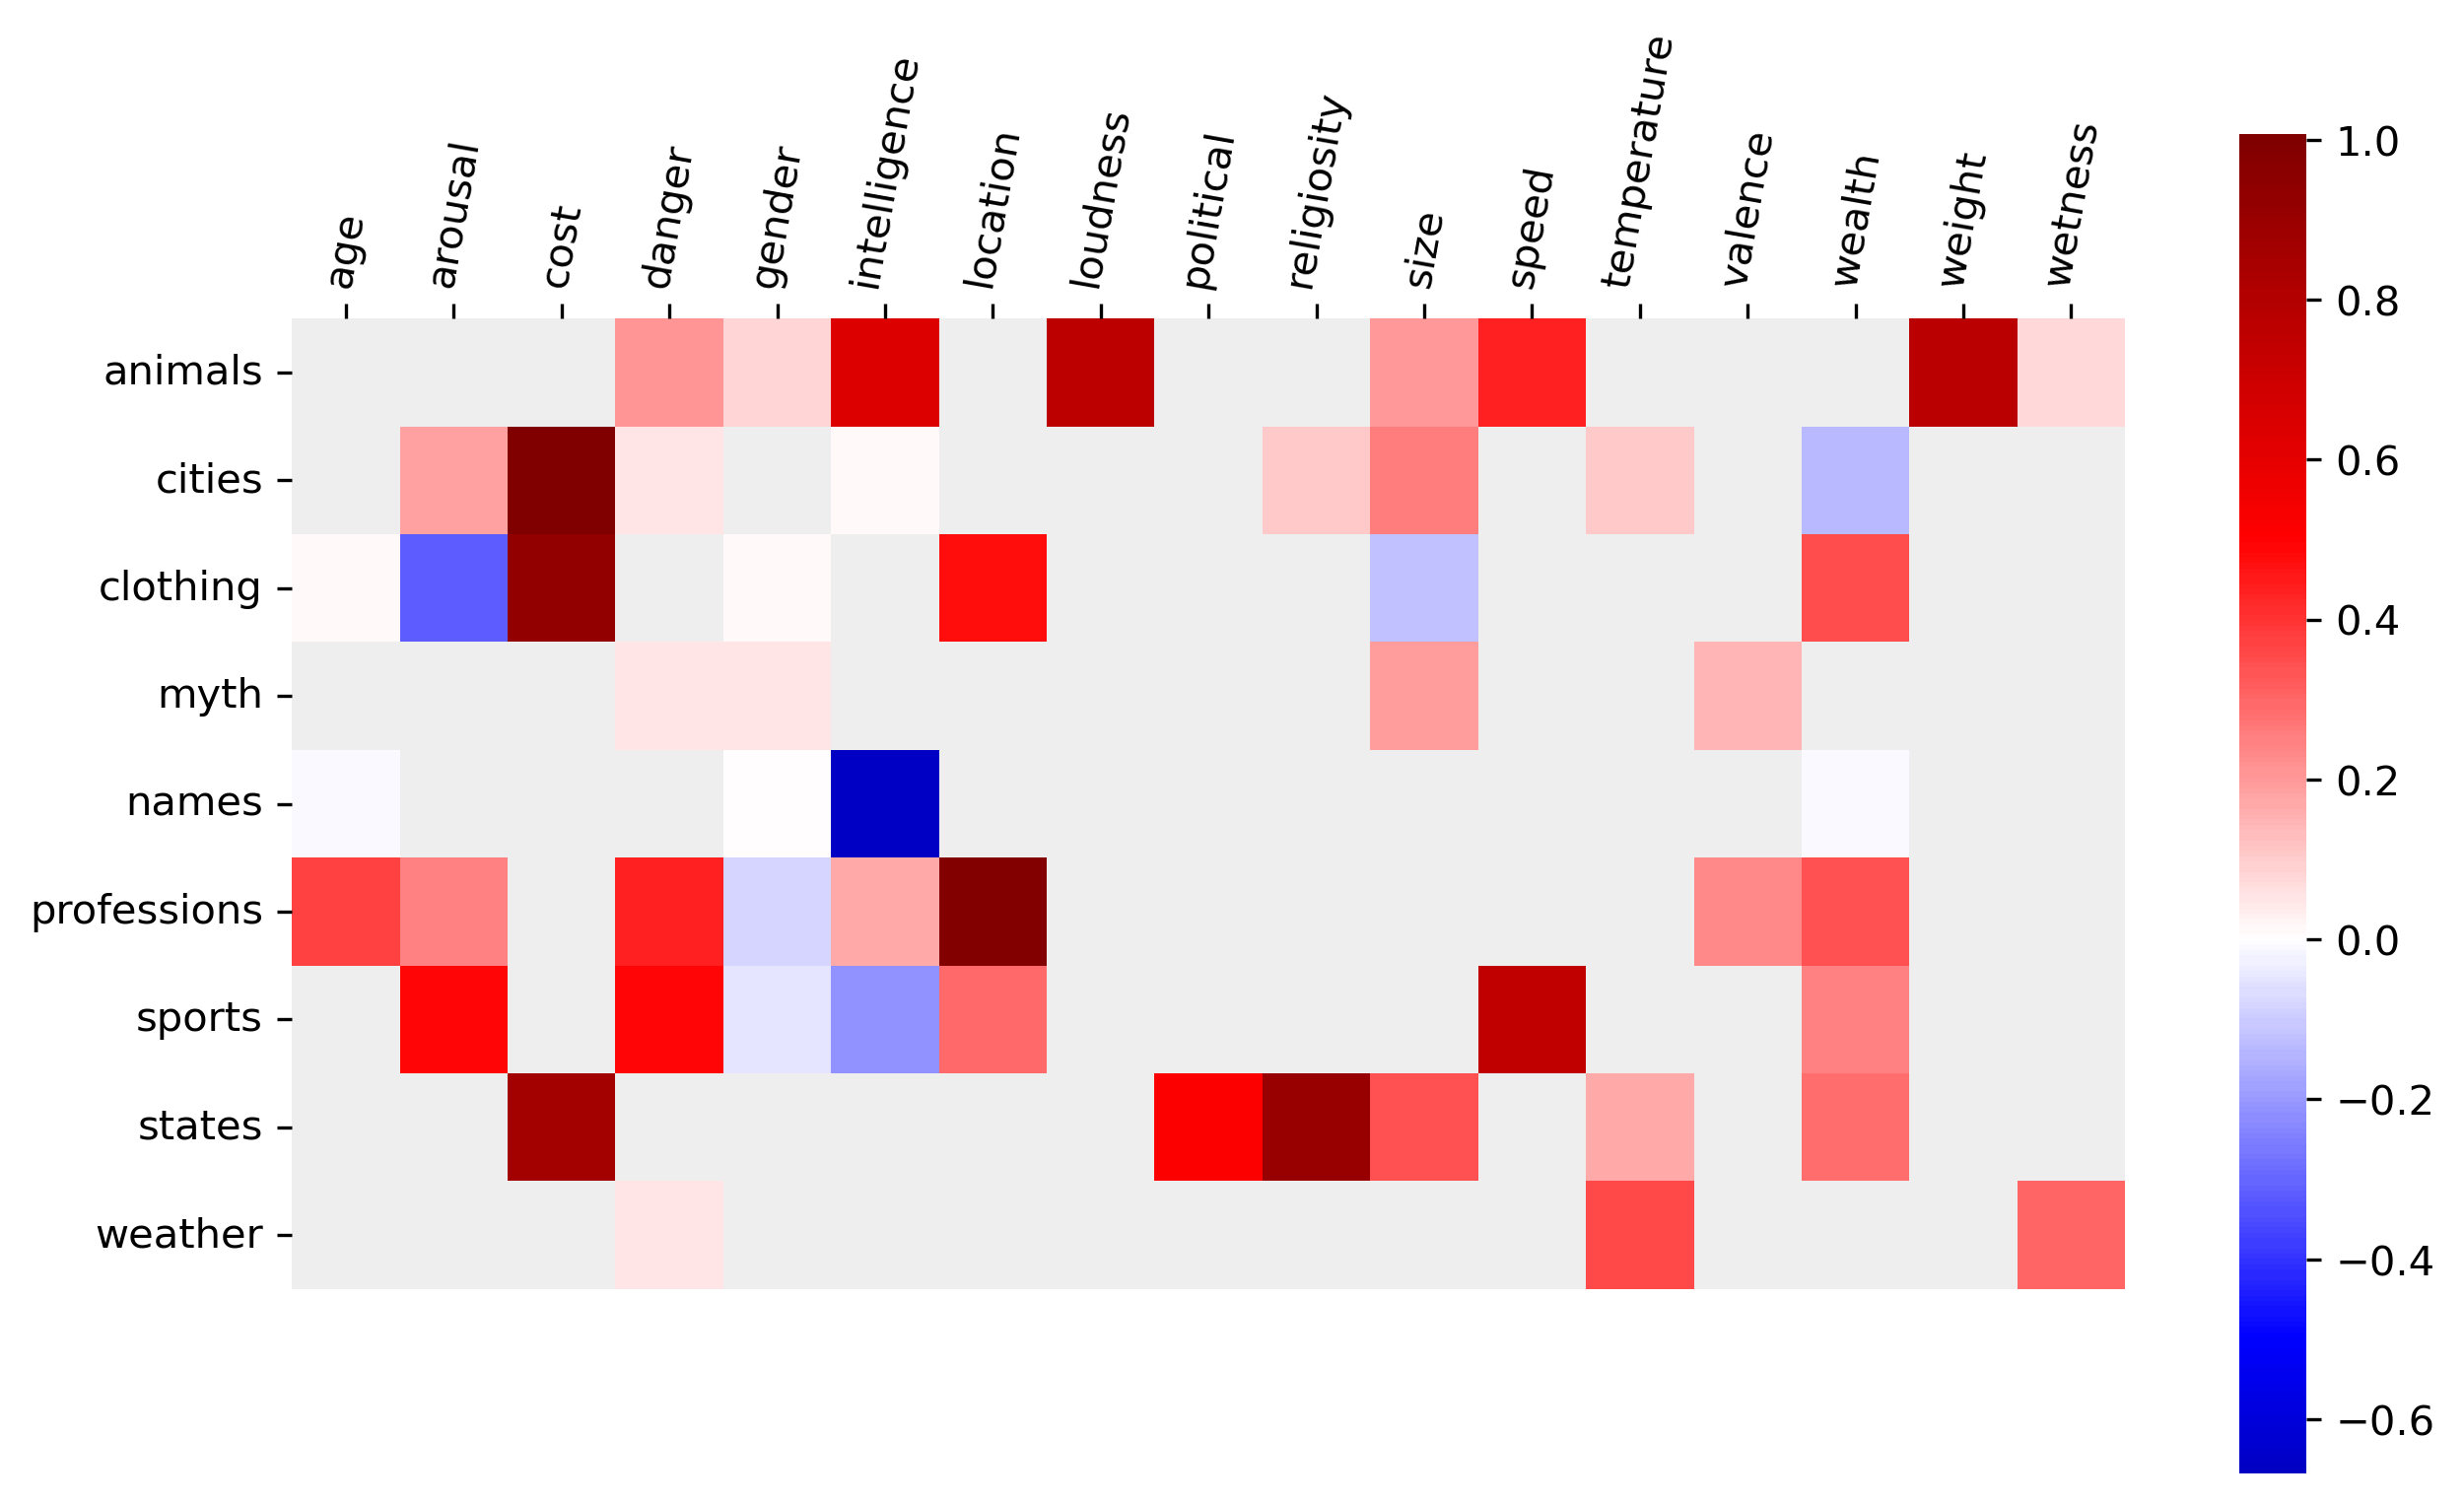 age
arousal
cost
danger
gender
intelligence
location
loudness
political
religiosity
size
speed
temperature
valence
wealth
weight
wetness
animals
cities
clothing
myth
names
professions
sports
states
weather
1.0
0.8
0.6
0.4
0.2
0.0
−0.2
−0.4
−0.6